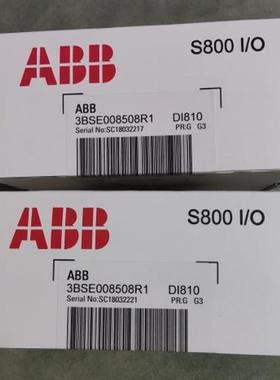 ABB
S800 I/O
ABB
3BSE008508R1 DI810
Serial No:SC18032217 PR:G G3
ABB
S800 I/O
ABB
3BSE008508R1 DI810
Serial No:SC18032221 PR:G G3